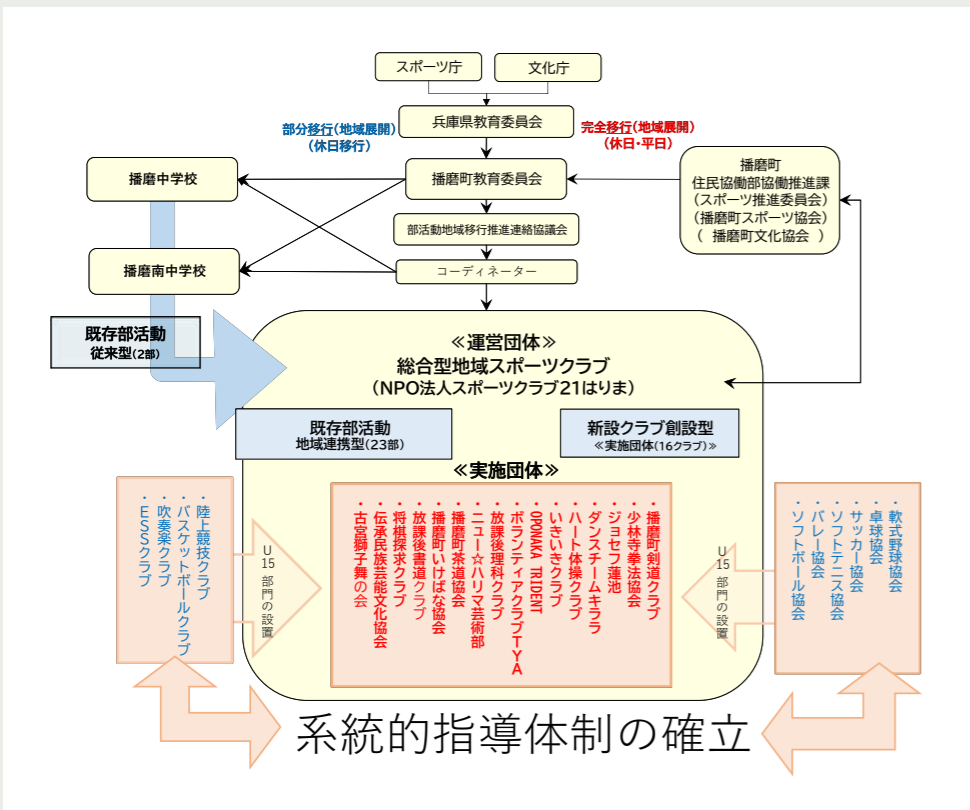 スポーツ庁
文化庁
兵庫県教育委員会
部分移行(地域展開)
(休日移行)
完全移行(地域展開)
(休日・平日)
播磨中学校
播磨町教育委員会
播磨町
住民協働部協働推進課
(スポーツ推進委員会)
(播磨町スポーツ協会)
( 播磨町文化協会 )
部活動地域移行推進連絡協議会
播磨南中学校
コーディネーター
既存部活動
従来型(2部)
≪運営団体≫
総合型地域スポーツクラブ
(NPO法人スポーツクラブ21はりま)
既存部活動
地域連携型(23部)
新設クラブ創設型
≪実施団体(16クラブ)≫
≪実施団体≫
・陸上競技クラブ
・バスケットボールクラブ
・吹奏楽クラブ
・ESSクラブ
U15部門の設置
・播磨町剣道クラブ
・少林寺拳法協会
・ジョセフ蓮池
・ダンスチームキララ
・ハート体操クラブ
・いきいきクラブ
・OPONAKA TRIDENT
・ボランティアクラブTYA
・放課後理科クラブ
・ニュー☆ハリマ芸術部
・播磨町茶道協会
・播磨町いけばな協会
・放課後書道クラブ
・将棋探求クラブ
・伝承民族芸能文化協会
・古宮獅子舞の会
U15部門の設置
・軟式野球協会
・卓球協会
・サッカー協会
・ソフトテニス協会
・バレー協会
・ソフトボール協会
系統的指導体制の確立